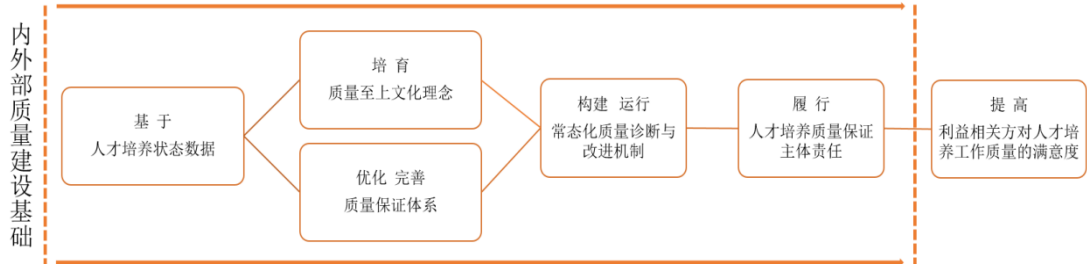 内外部质量建设基础
基 于
人才培养状态数据
培 育
质量至上文化理念
优化 完善
质量保证体系
构建 运行
常态化质量诊断与
改进机制
履 行
人才培养质量保证
主体责任
提 高
利益相关方对人才培
养工作质量的满意度